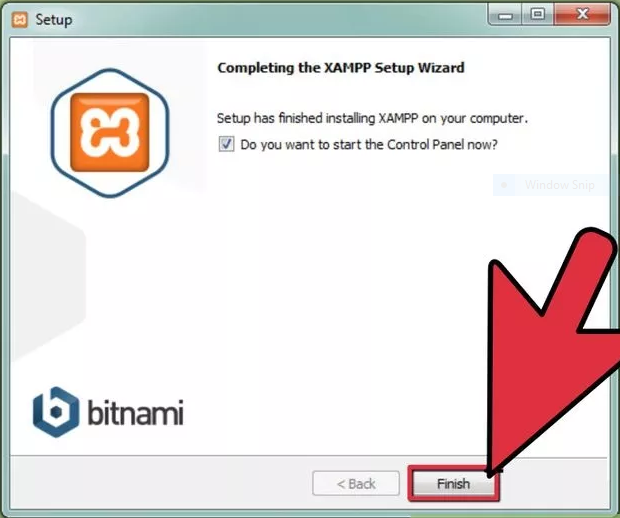 Setup
Completing the XAMPP Setup Wizard
Setup has finished installing XAMPP on your computer.
Do you want to start the Control Panel now?
Window Snip
bitnami
< Back
Finish